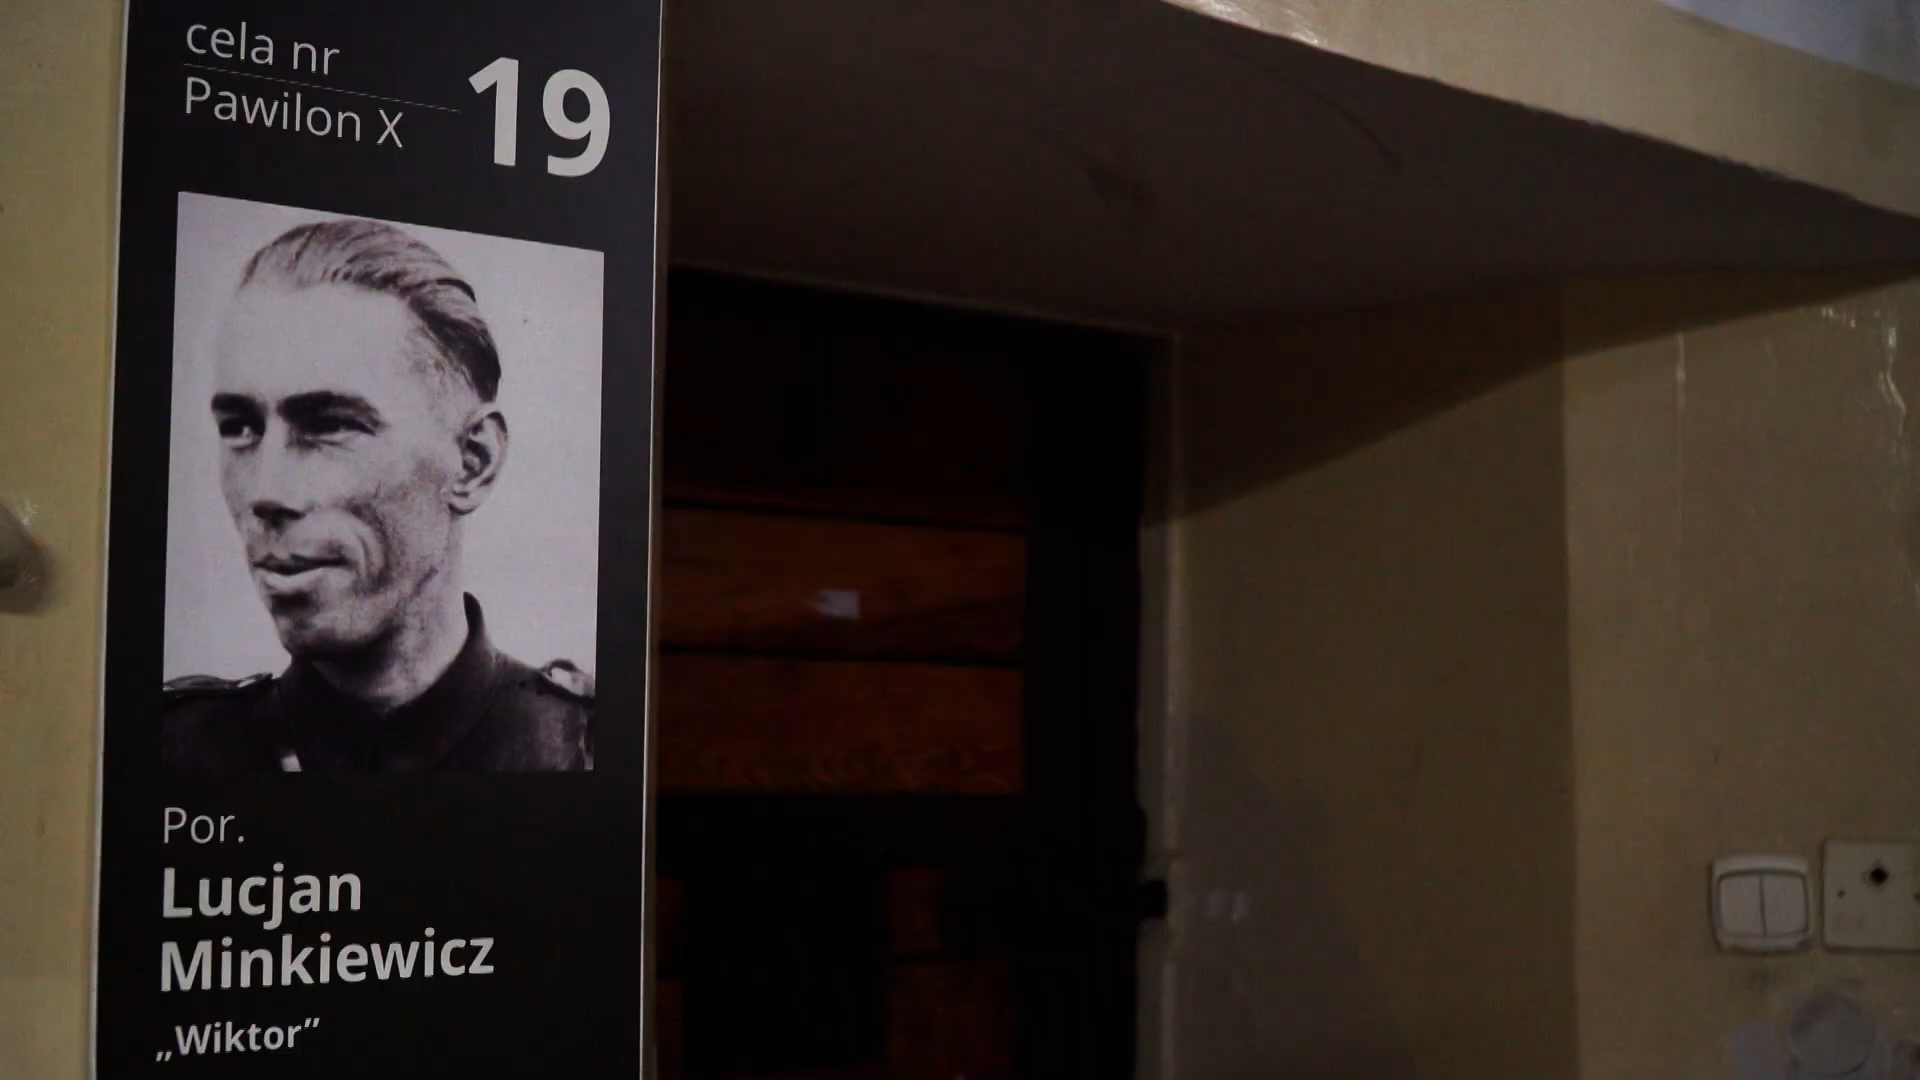 cela nr
Pawilon X
19
Por.
Lucjan
Minkiewicz
„Wiktor”